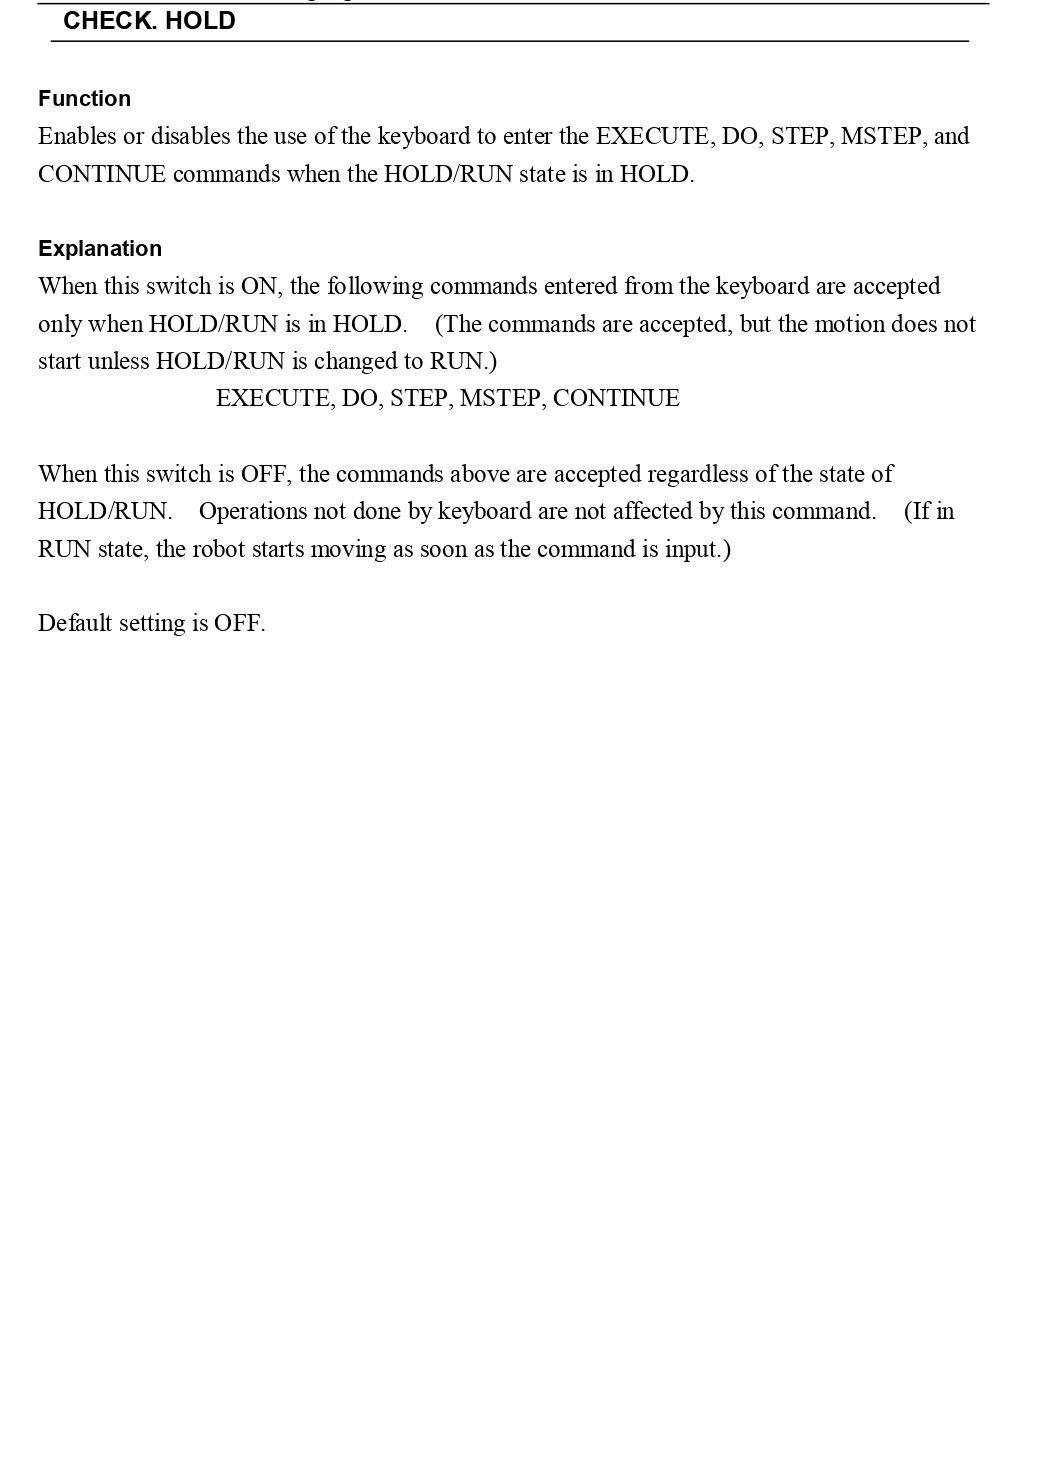 CHECK. HOLD
Function
Enables or disables the use of the keyboard to enter the EXECUTE, DO, STEP, MSTEP, and
CONTINUE commands when the HOLD/RUN state is in HOLD.
Explanation
When this switch is ON, the following commands entered from the keyboard are accepted
only when HOLD/RUN is in HOLD. (The commands are accepted, but the motion does not
start unless HOLD/RUN is changed to RUN.)
EXECUTE, DO, STEP, MSTEP, CONTINUE
When this switch is OFF, the commands above are accepted regardless of the state of
HOLD/RUN. Operations not done by keyboard are not affected by this command. (If in
RUN state, the robot starts moving as soon as the command is input.)
Default setting is OFF.